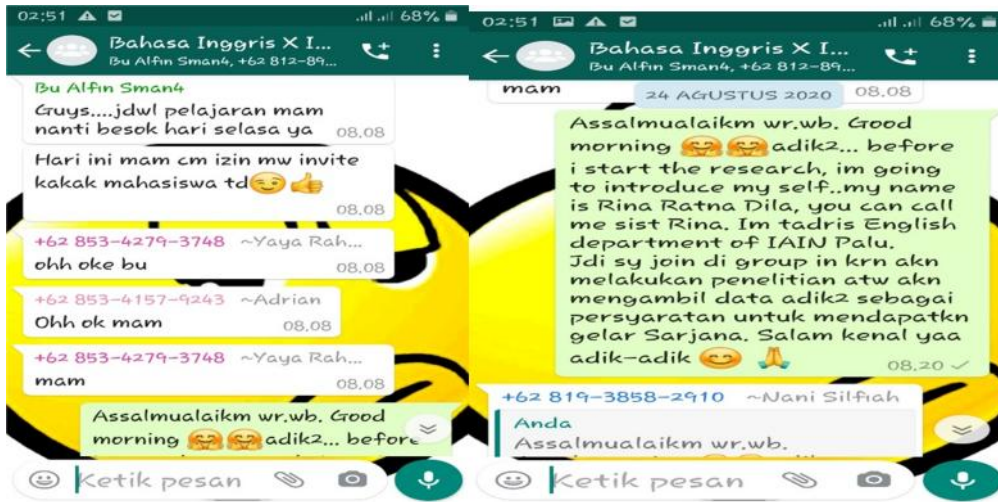 02:51
68%
Bahasa Inggris X I...
Bu Alfin Sman4, +62 812-89...
Bu Alfin Sman4
Guys....jdwl pelajaran mam
nanti besok hari selasa ya 08.08
Hari ini mam cm izin mw invite
kakak mahasiswa td😉👍
08.08
+62 853-4279-3748 ~Yaya Rah...
ohh oke bu 08.08
+62 853-4157-9243 ~Adrian
Ohh ok mam 08.08
+62 853-4279-3748 ~Yaya Rah...
mam 08.08
Assalmualaikm wr.wb. Good
morning 🤗🤗adik2... before
Ketik pesan
02:51
68%
Bahasa Inggris X I...
Bu Alfin Sman4, +62 812-89...
mam 08.08
24 AGUSTUS 2020
Assalmualaikm wr.wb. Good
morning 🤗🤗adik2... before
i start the research, im going
to introduce my self..my name
is Rina Ratna Dila, you can call
me sist Rina. Im tadris English
department of IAIN Palu.
Jdi sy join di group in krn akn
melakukan penelitian atw akn
mengambil data adik2 sebagai
persyaratan untuk mendapatkn
gelar Sarjana. Salam kenal yaa
adik-adik 😊🙏 08.20
+62 819-3858-2910 ~Nani Silfiah
Anda
Assalmualaikm wr.wb.
Ketik pesan